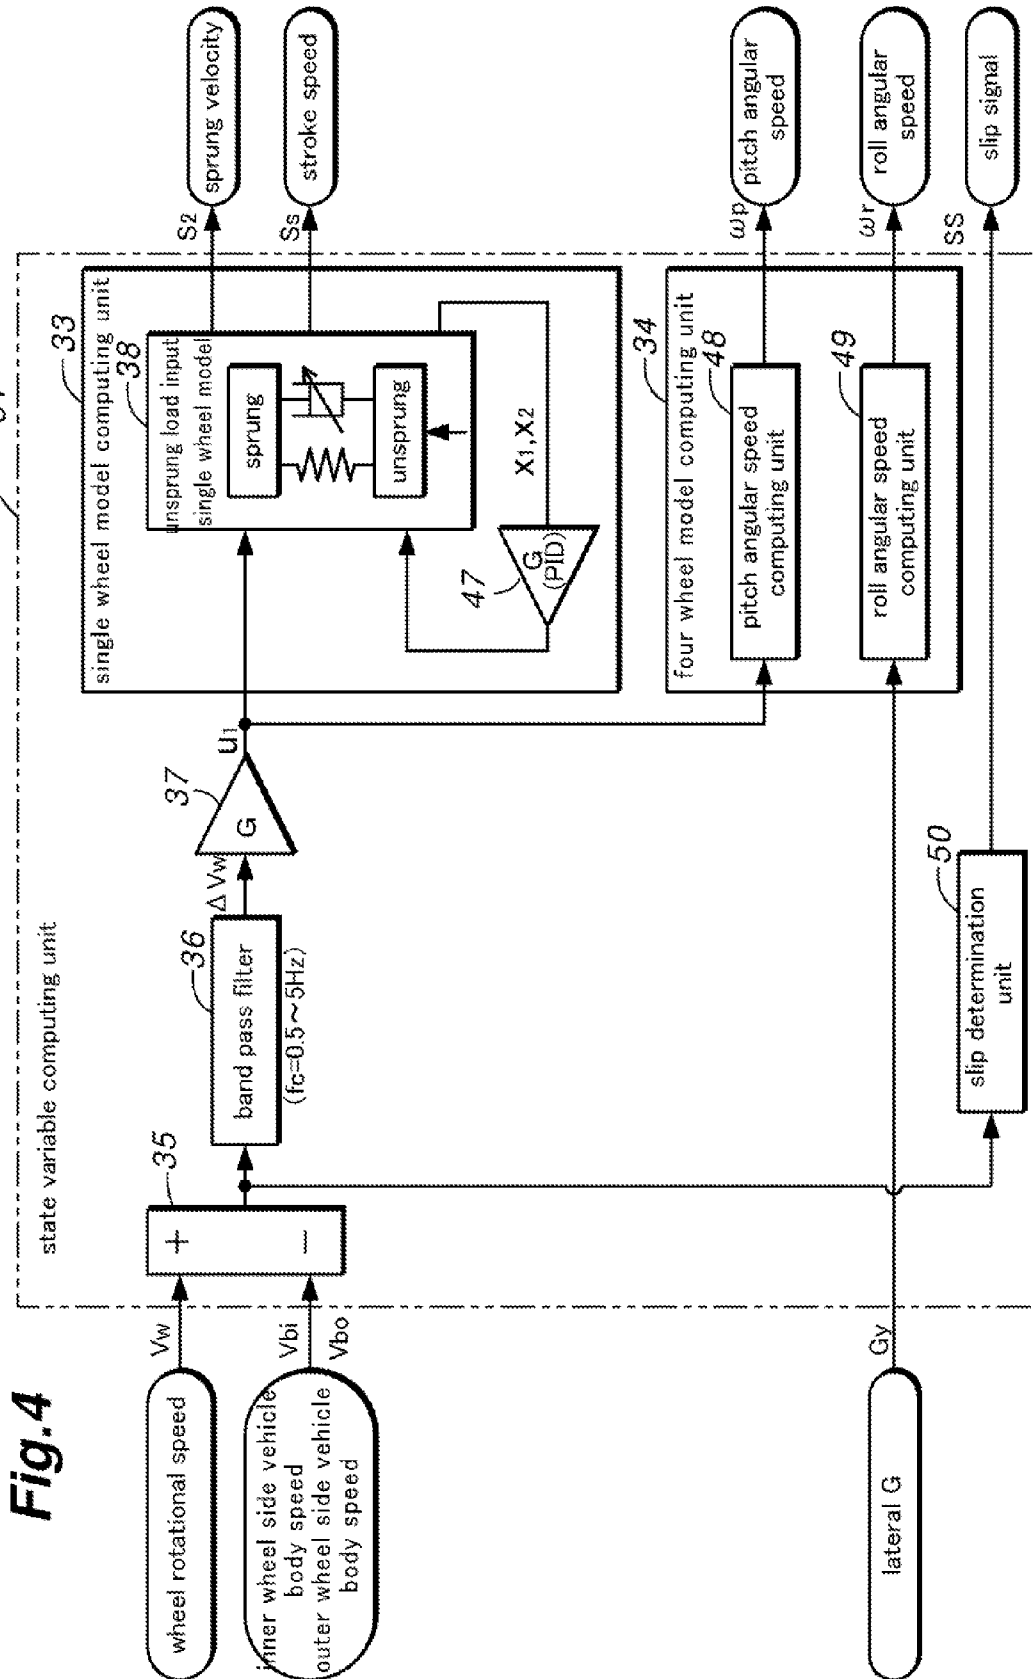 Fig.4
state variable computing unit
wheel rotational speed
Vw
inner wheel side vehicle
body speed
outer wheel side vehicle
body speed
Vbi
Vbo
+
−
35
band pass filter
36
(fc=0.5～5Hz)
ΔVw
G
37
u1
single wheel model computing unit
33
unsprung load input
single wheel model
38
sprung
unsprung
X1,X2
G
(PID)
47
S2
sprung velocity
Ss
stroke speed
four wheel model computing unit
34
pitch angular speed
computing unit
48
ωp
pitch angular
speed
lateral G
Gy
roll angular speed
computing unit
49
ωr
roll angular
speed
slip determination
unit
50
SS
slip signal